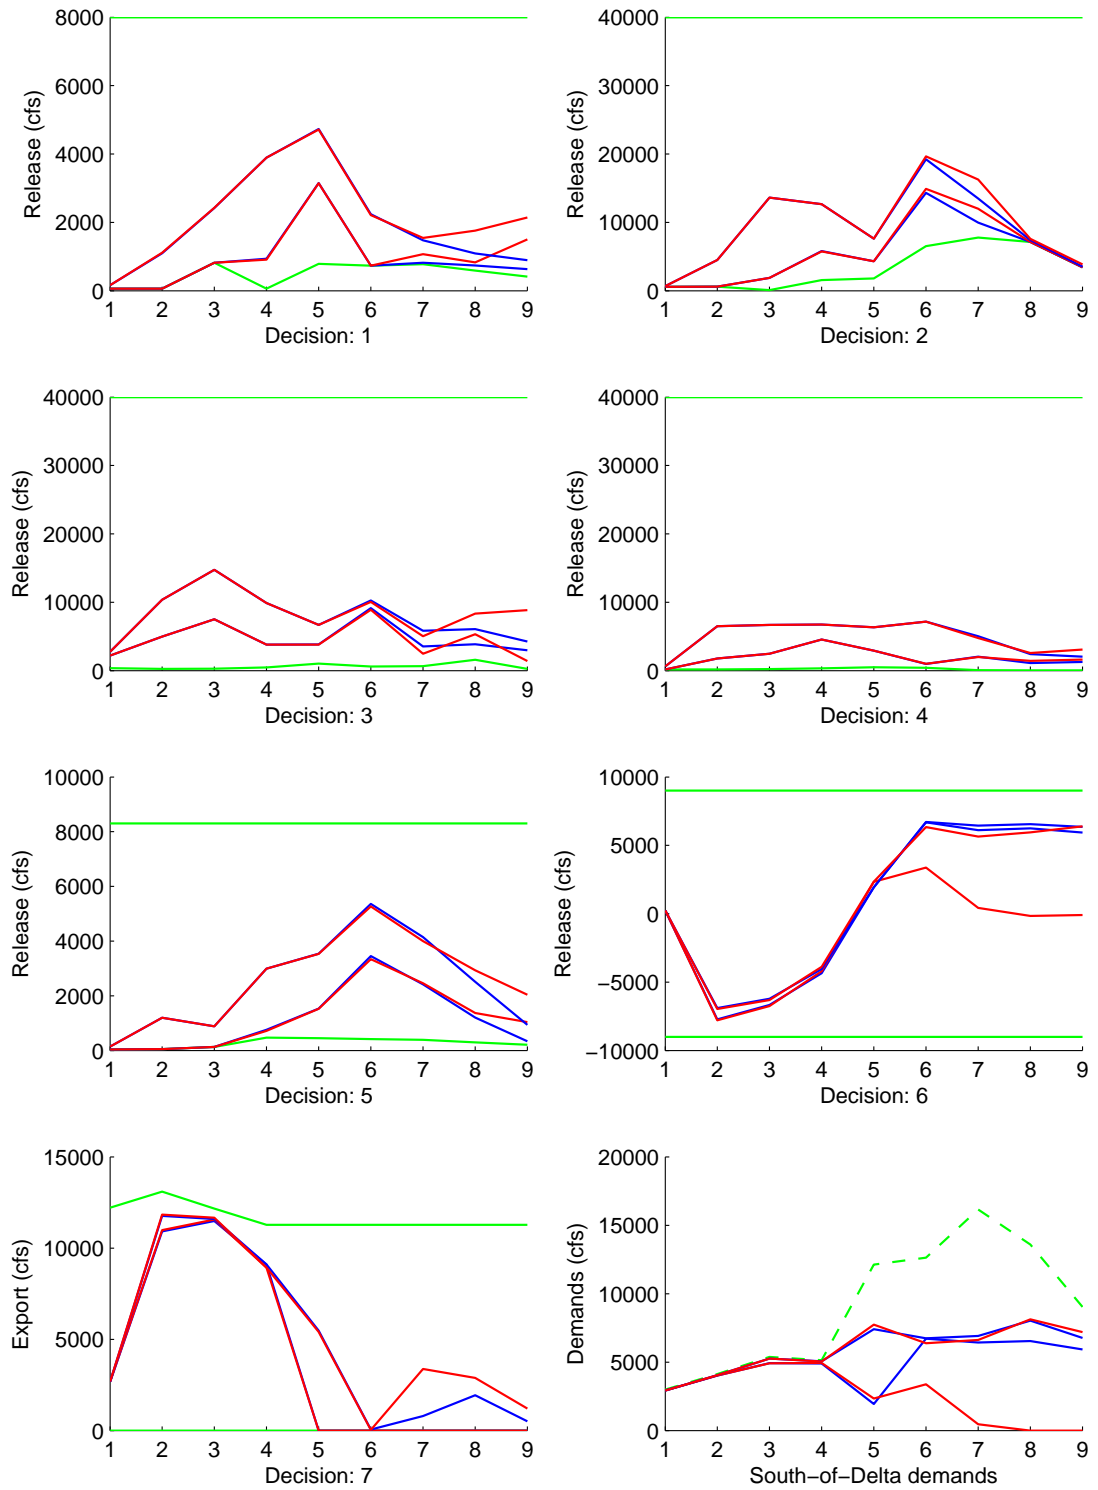 8000
6000
4000
2000
0
Release (cfs)
1 2 3 4 5 6 7 8 9
Decision: 1
40000
30000
20000
10000
0
Release (cfs)
1 2 3 4 5 6 7 8 9
Decision: 2
40000
30000
20000
10000
0
Release (cfs)
1 2 3 4 5 6 7 8 9
Decision: 3
40000
30000
20000
10000
0
Release (cfs)
1 2 3 4 5 6 7 8 9
Decision: 4
10000
8000
6000
4000
2000
0
Release (cfs)
1 2 3 4 5 6 7 8 9
Decision: 5
10000
5000
0
−5000
−10000
Release (cfs)
1 2 3 4 5 6 7 8 9
Decision: 6
15000
10000
5000
0
Export (cfs)
1 2 3 4 5 6 7 8 9
Decision: 7
20000
15000
10000
5000
0
Demands (cfs)
1 2 3 4 5 6 7 8 9
South−of−Delta demands